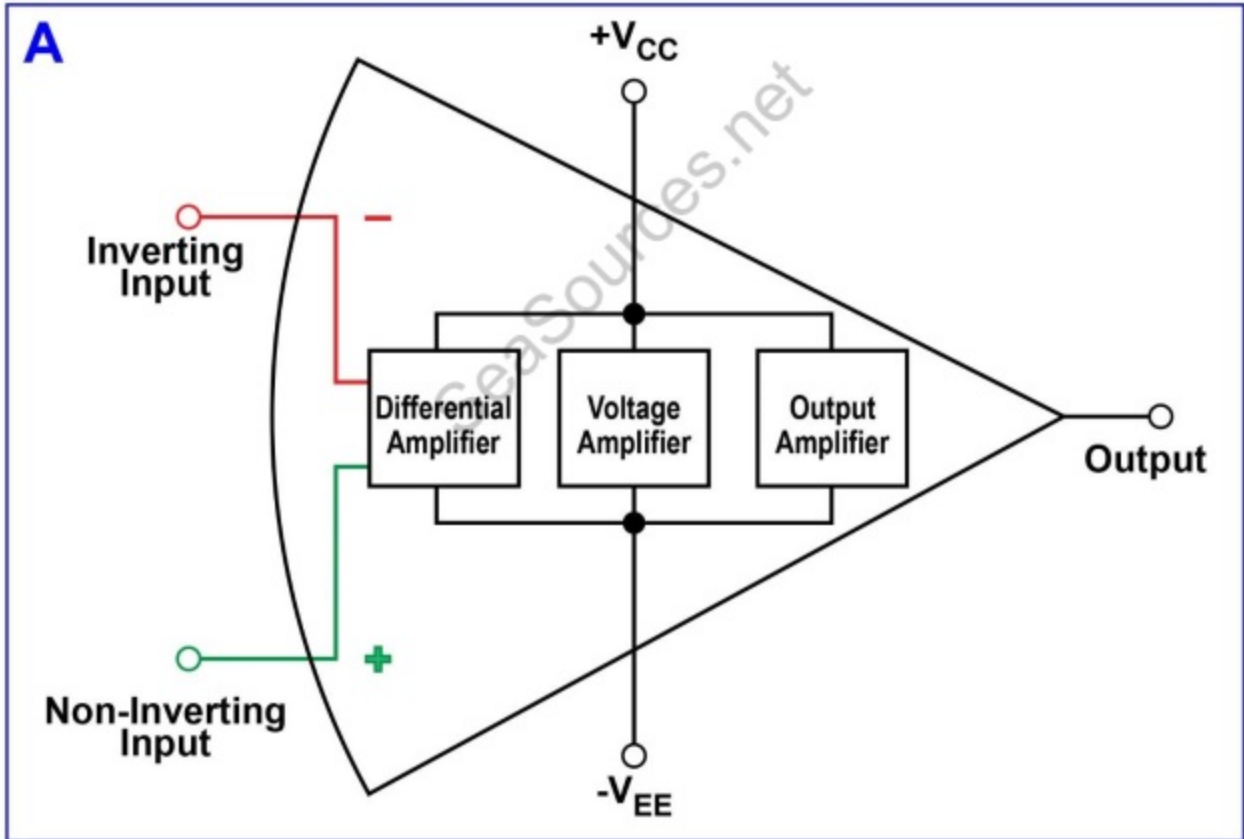 A
+VCC
SeaSources.net
−
Inverting
Input
Differential
Amplifier
Voltage
Amplifier
Output
Amplifier
Output
+
Non-Inverting
Input
-VEE